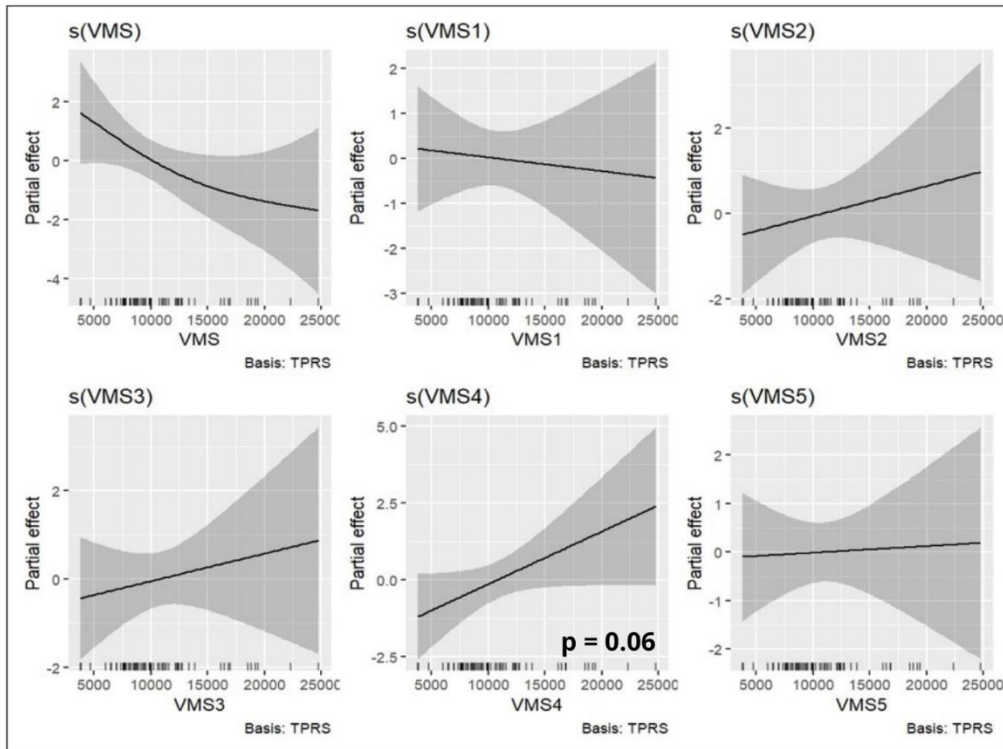 s(VMS)
2
0
-2
-4
Partial effect
5000 10000 15000 20000 2500
VMS
Basis: TPRS
s(VMS1)
2
1
0
-1
-2
-3
Partial effect
5000 10000 15000 20000 25000
VMS1
Basis: TPRS
s(VMS2)
2
0
-2
Partial effect
5000 10000 15000 20000 25000
VMS2
Basis: TPRS
s(VMS3)
2
0
-2
Partial effect
5000 10000 15000 20000 2500
VMS3
Basis: TPRS
s(VMS4)
5.0
2.5
0.0
-2.5
Partial effect
p = 0.06
5000 10000 15000 20000 25000
VMS4
Basis: TPRS
s(VMS5)
2
1
0
-1
-2
Partial effect
5000 10000 15000 20000 25000
VMS5
Basis: TPRS